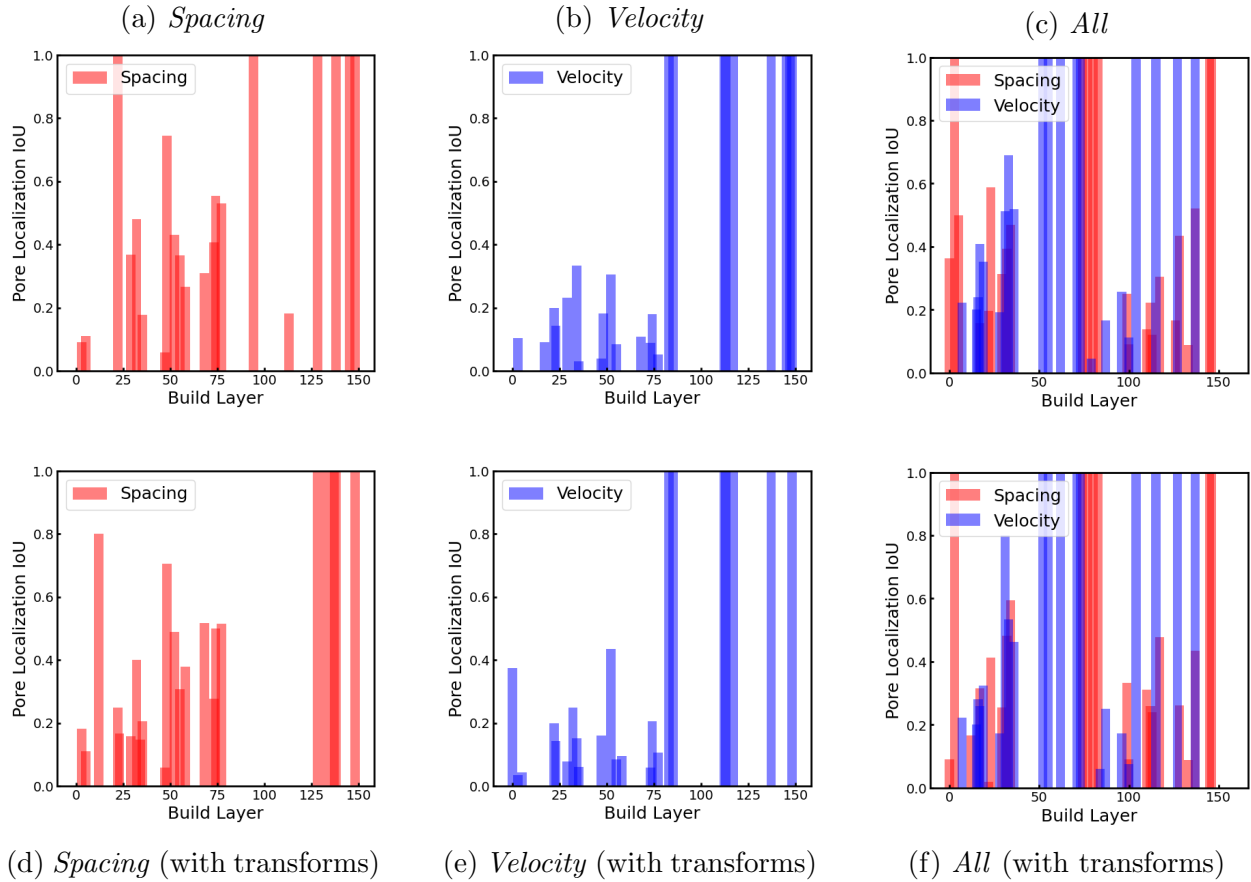 (a) Spacing
(b) Velocity
(c) All
1.0
0.8
0.6
0.4
0.2
0.0
Pore Localization IoU
Spacing
0 25 50 75 100 125 150
Build Layer
1.0
0.8
0.6
0.4
0.2
0.0
Pore Localization IoU
Velocity
0 25 50 75 100 125 150
Build Layer
1.0
0.8
0.6
0.4
0.2
0.0
Pore Localization IoU
Spacing
Velocity
0 50 100 150
Build Layer
1.0
0.8
0.6
0.4
0.2
0.0
Pore Localization IoU
Spacing
0 25 50 75 100 125 150
Build Layer
1.0
0.8
0.6
0.4
0.2
0.0
Pore Localization IoU
Velocity
0 25 50 75 100 125 150
Build Layer
1.0
0.8
0.6
0.4
0.2
0.0
Pore Localization IoU
Spacing
Velocity
0 50 100 150
Build Layer
(d) Spacing (with transforms)
(e) Velocity (with transforms)
(f) All (with transforms)